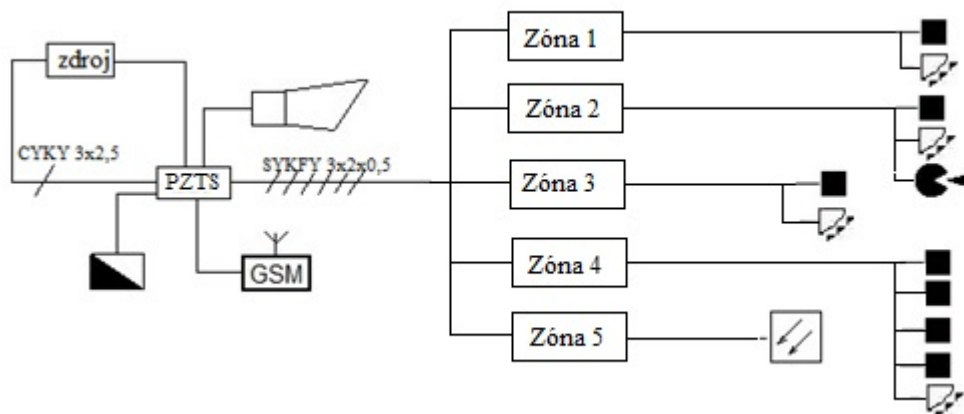 zdroj
CYKY 3x2,5
PZTS
SYKFY 3x2x0,5
GSM
Zóna 1
Zóna 2
Zóna 3
Zóna 4
Zóna 5